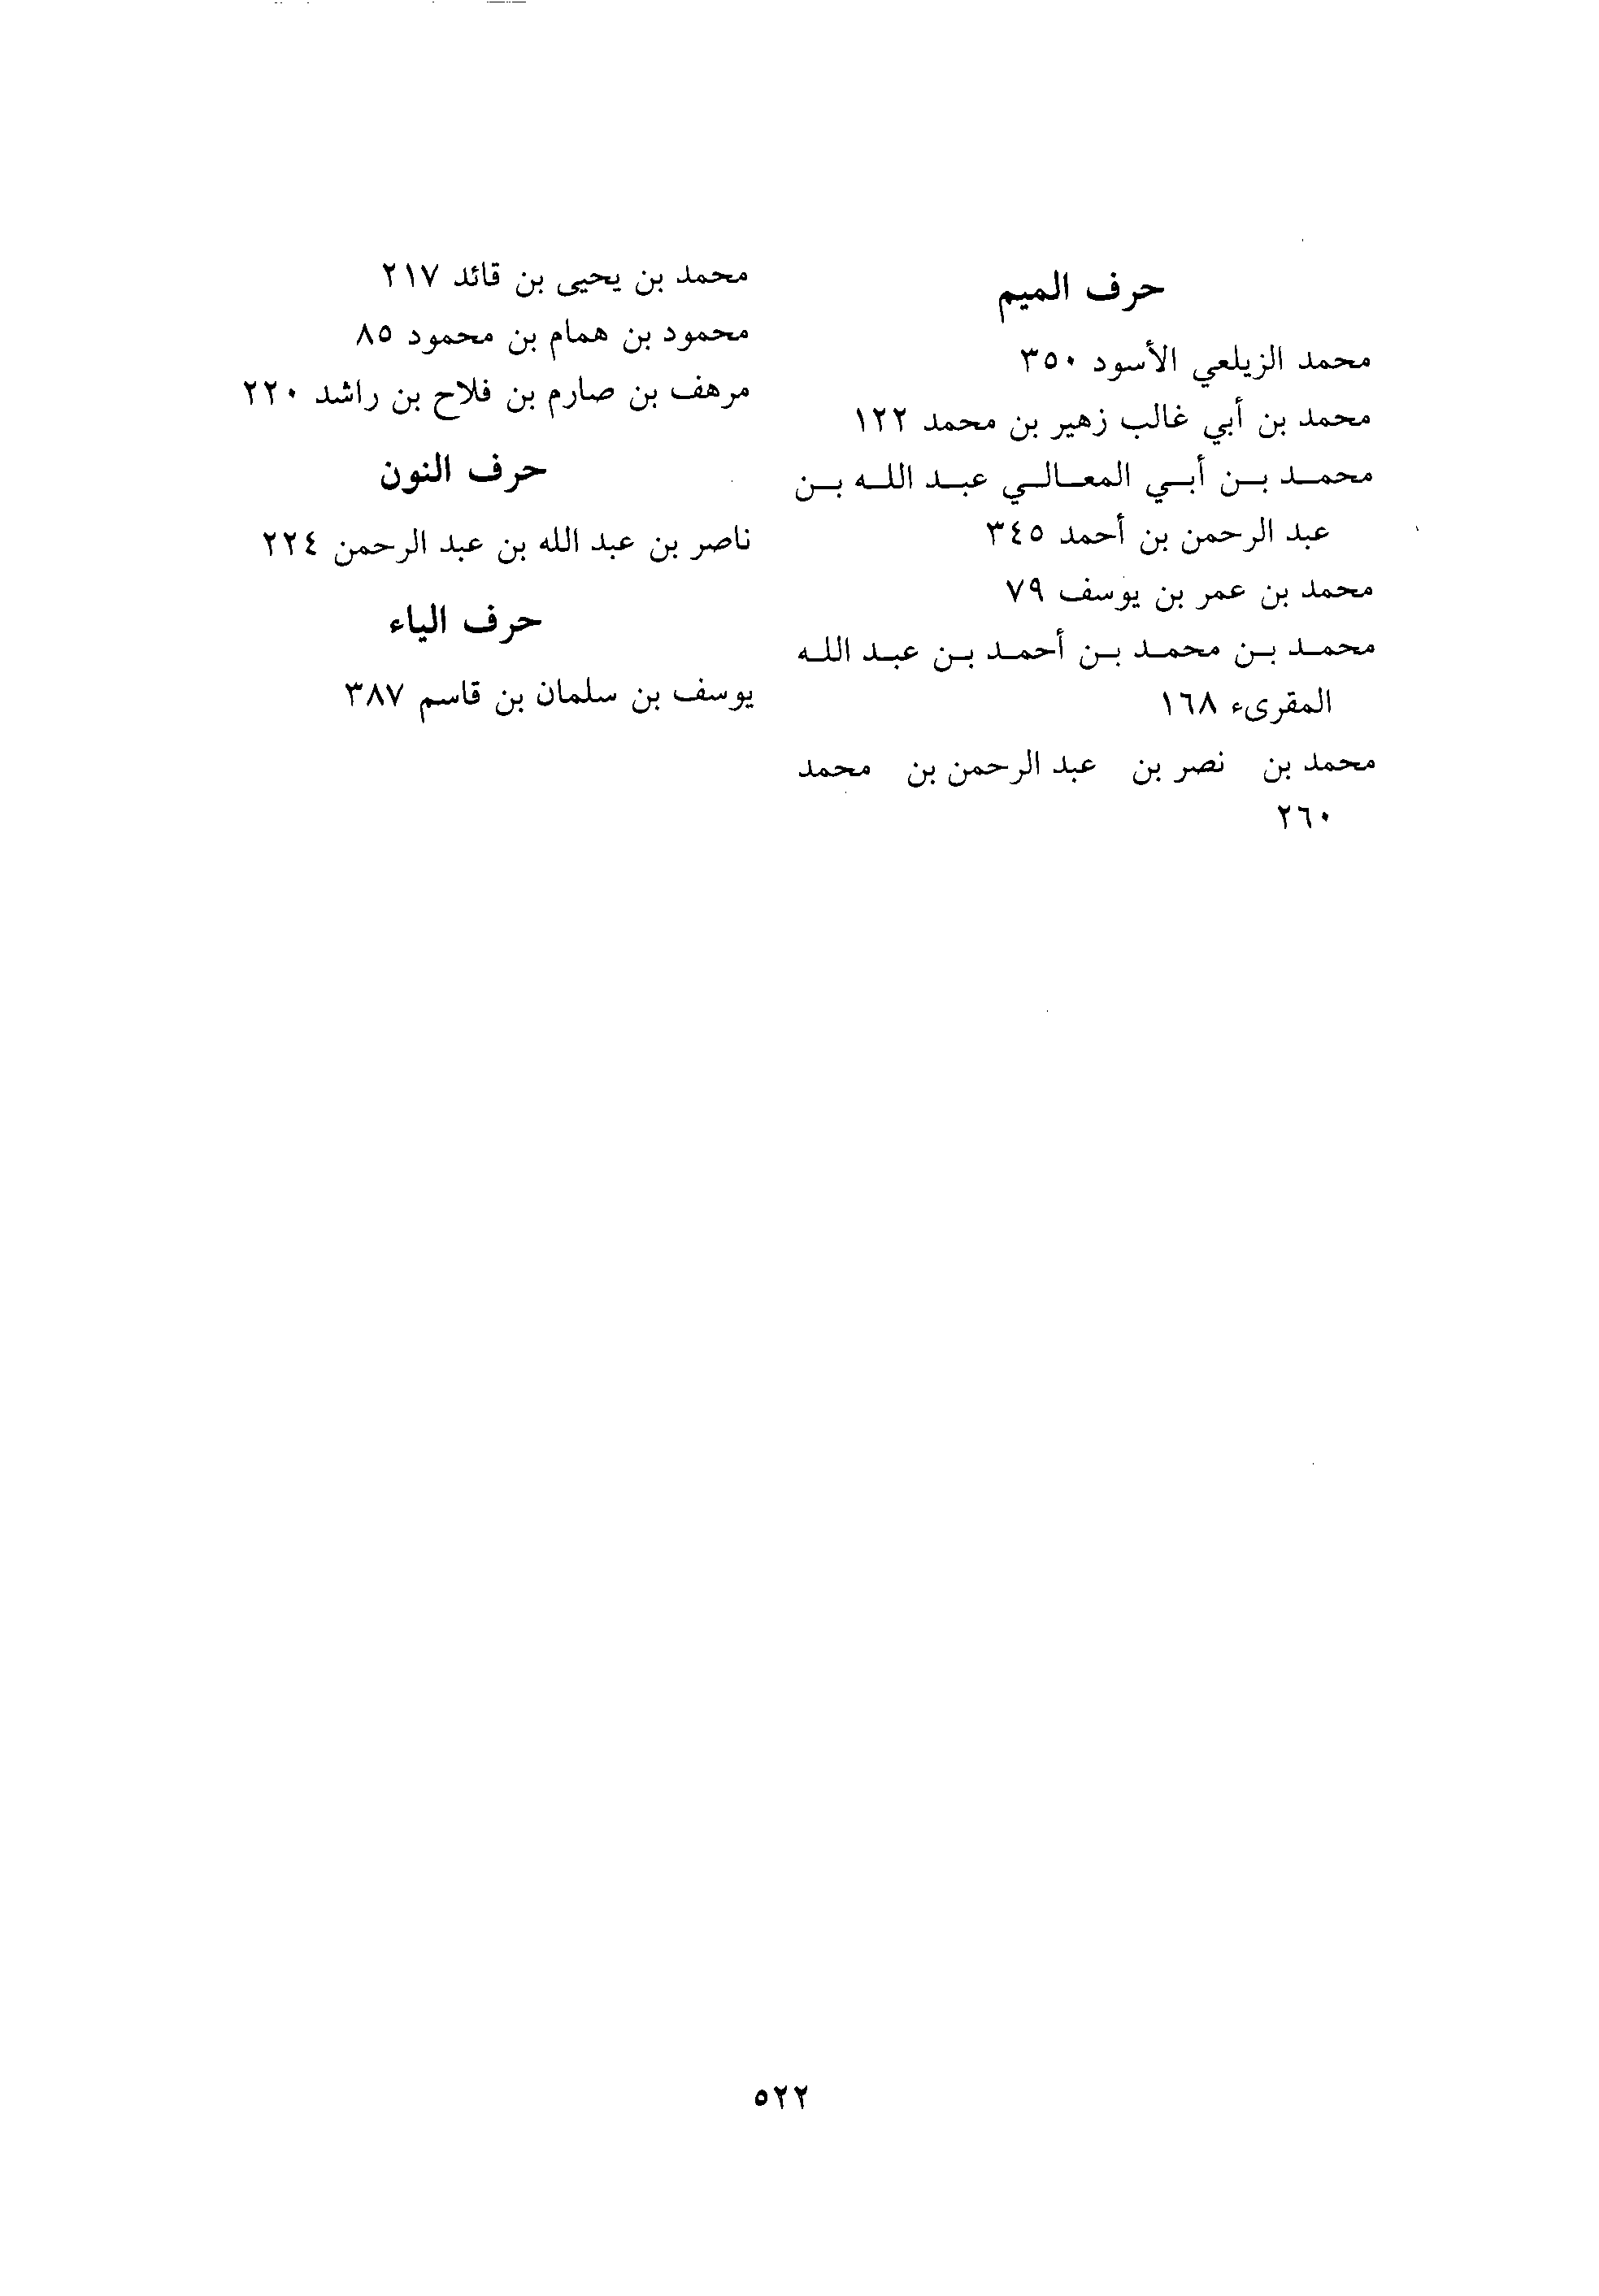 حرف الميم
محمد الزيلعي الأسود ٣٥٠
محمد بن أبي غالب زهير بن محمد ١٢٢
محمد بن أبي المعالي عبد الله بن
عبد الرحمن بن أحمد ٣٤٥
محمد بن عمر بن يوسف ٧٩
محمد بن محمد بن أحمد بن عبد الله
المقرىء ١٦٨
محمد بن نصر بن عبد الرحمن بن محمد
٢٦٠
محمد بن يحيى بن قائد ٢١٧
محمود بن همام بن محمود ٨٥
مرهف بن صارم بن فلاح بن راشد ٢٢٠
حرف النون
ناصر بن عبد الله بن عبد الرحمن ٢٢٤
حرف الياء
يوسف بن سلمان بن قاسم ٣٨٧
٥٢٢